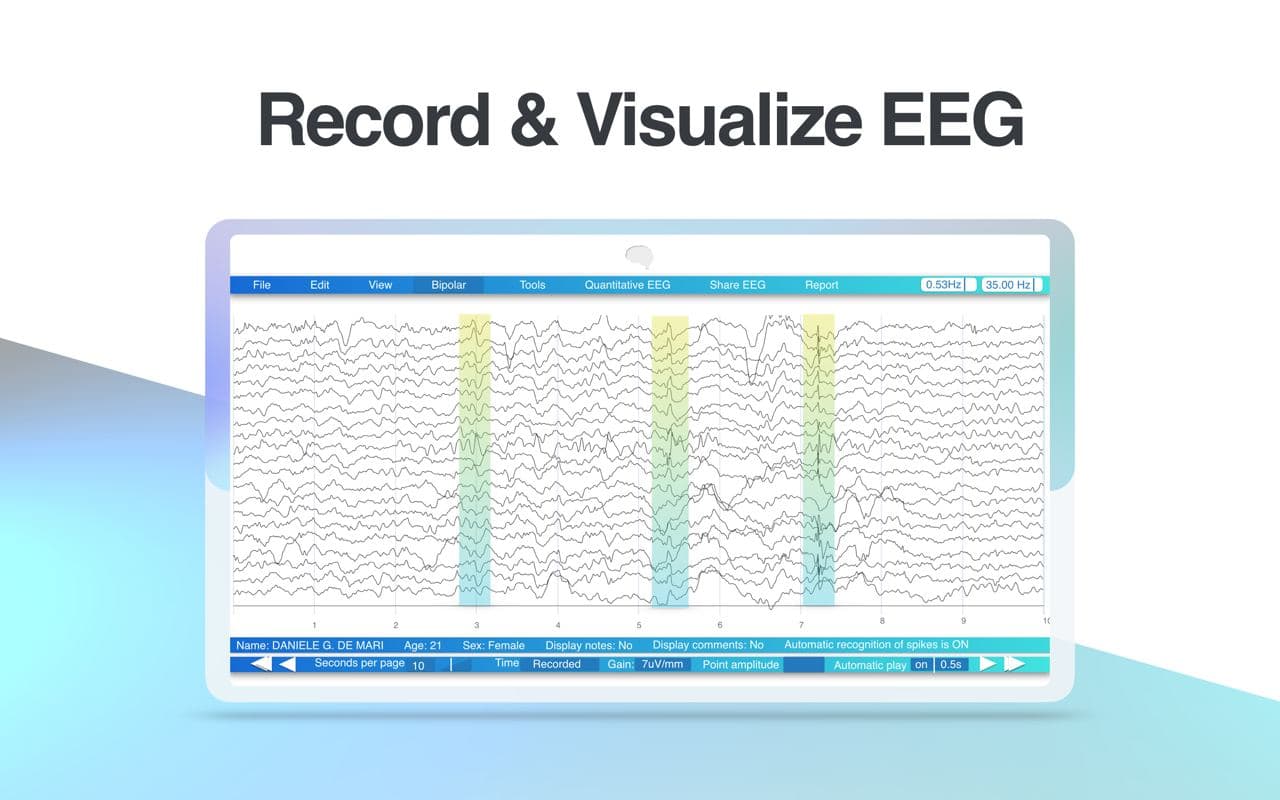 Record & Visualize EEG
File Edit View Bipolar Tools Quantitative EEG Share EEG Report 0.53Hz 35.00 Hz
1 2 3 4 5 6 7 8 9 10
Name: DANIELE G. DE MARI Age: 21 Sex: Female Display notes: No Display comments: No Automatic recognition of spikes is ON
Seconds per page 10 Time Recorded Gain: 7uV/mm Point amplitude Automatic play on 0.5s